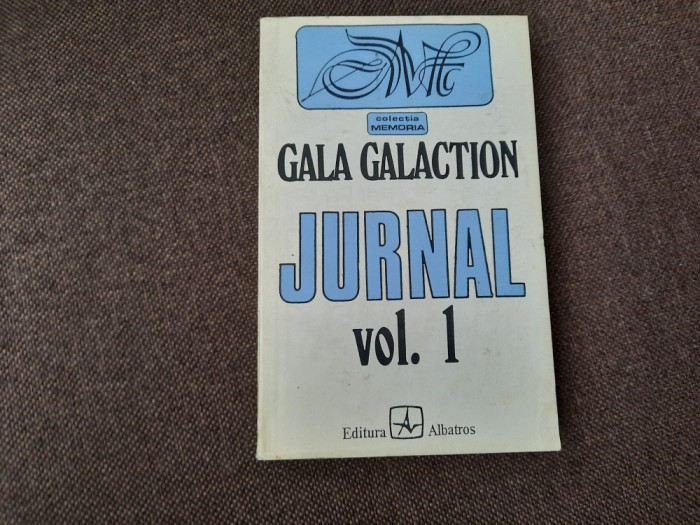 colecția
MEMORIA
GALA GALACTION
JURNAL
vol. 1
Editura Albatros